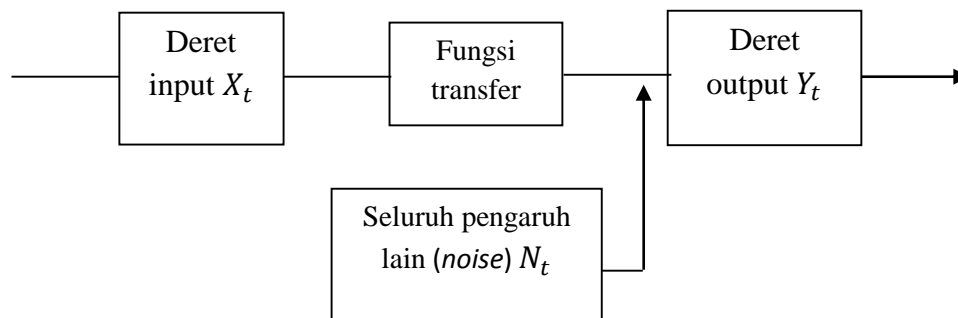 Deret
input X_t
Fungsi
transfer
Deret
output Y_t
Seluruh pengaruh
lain (noise) N_t